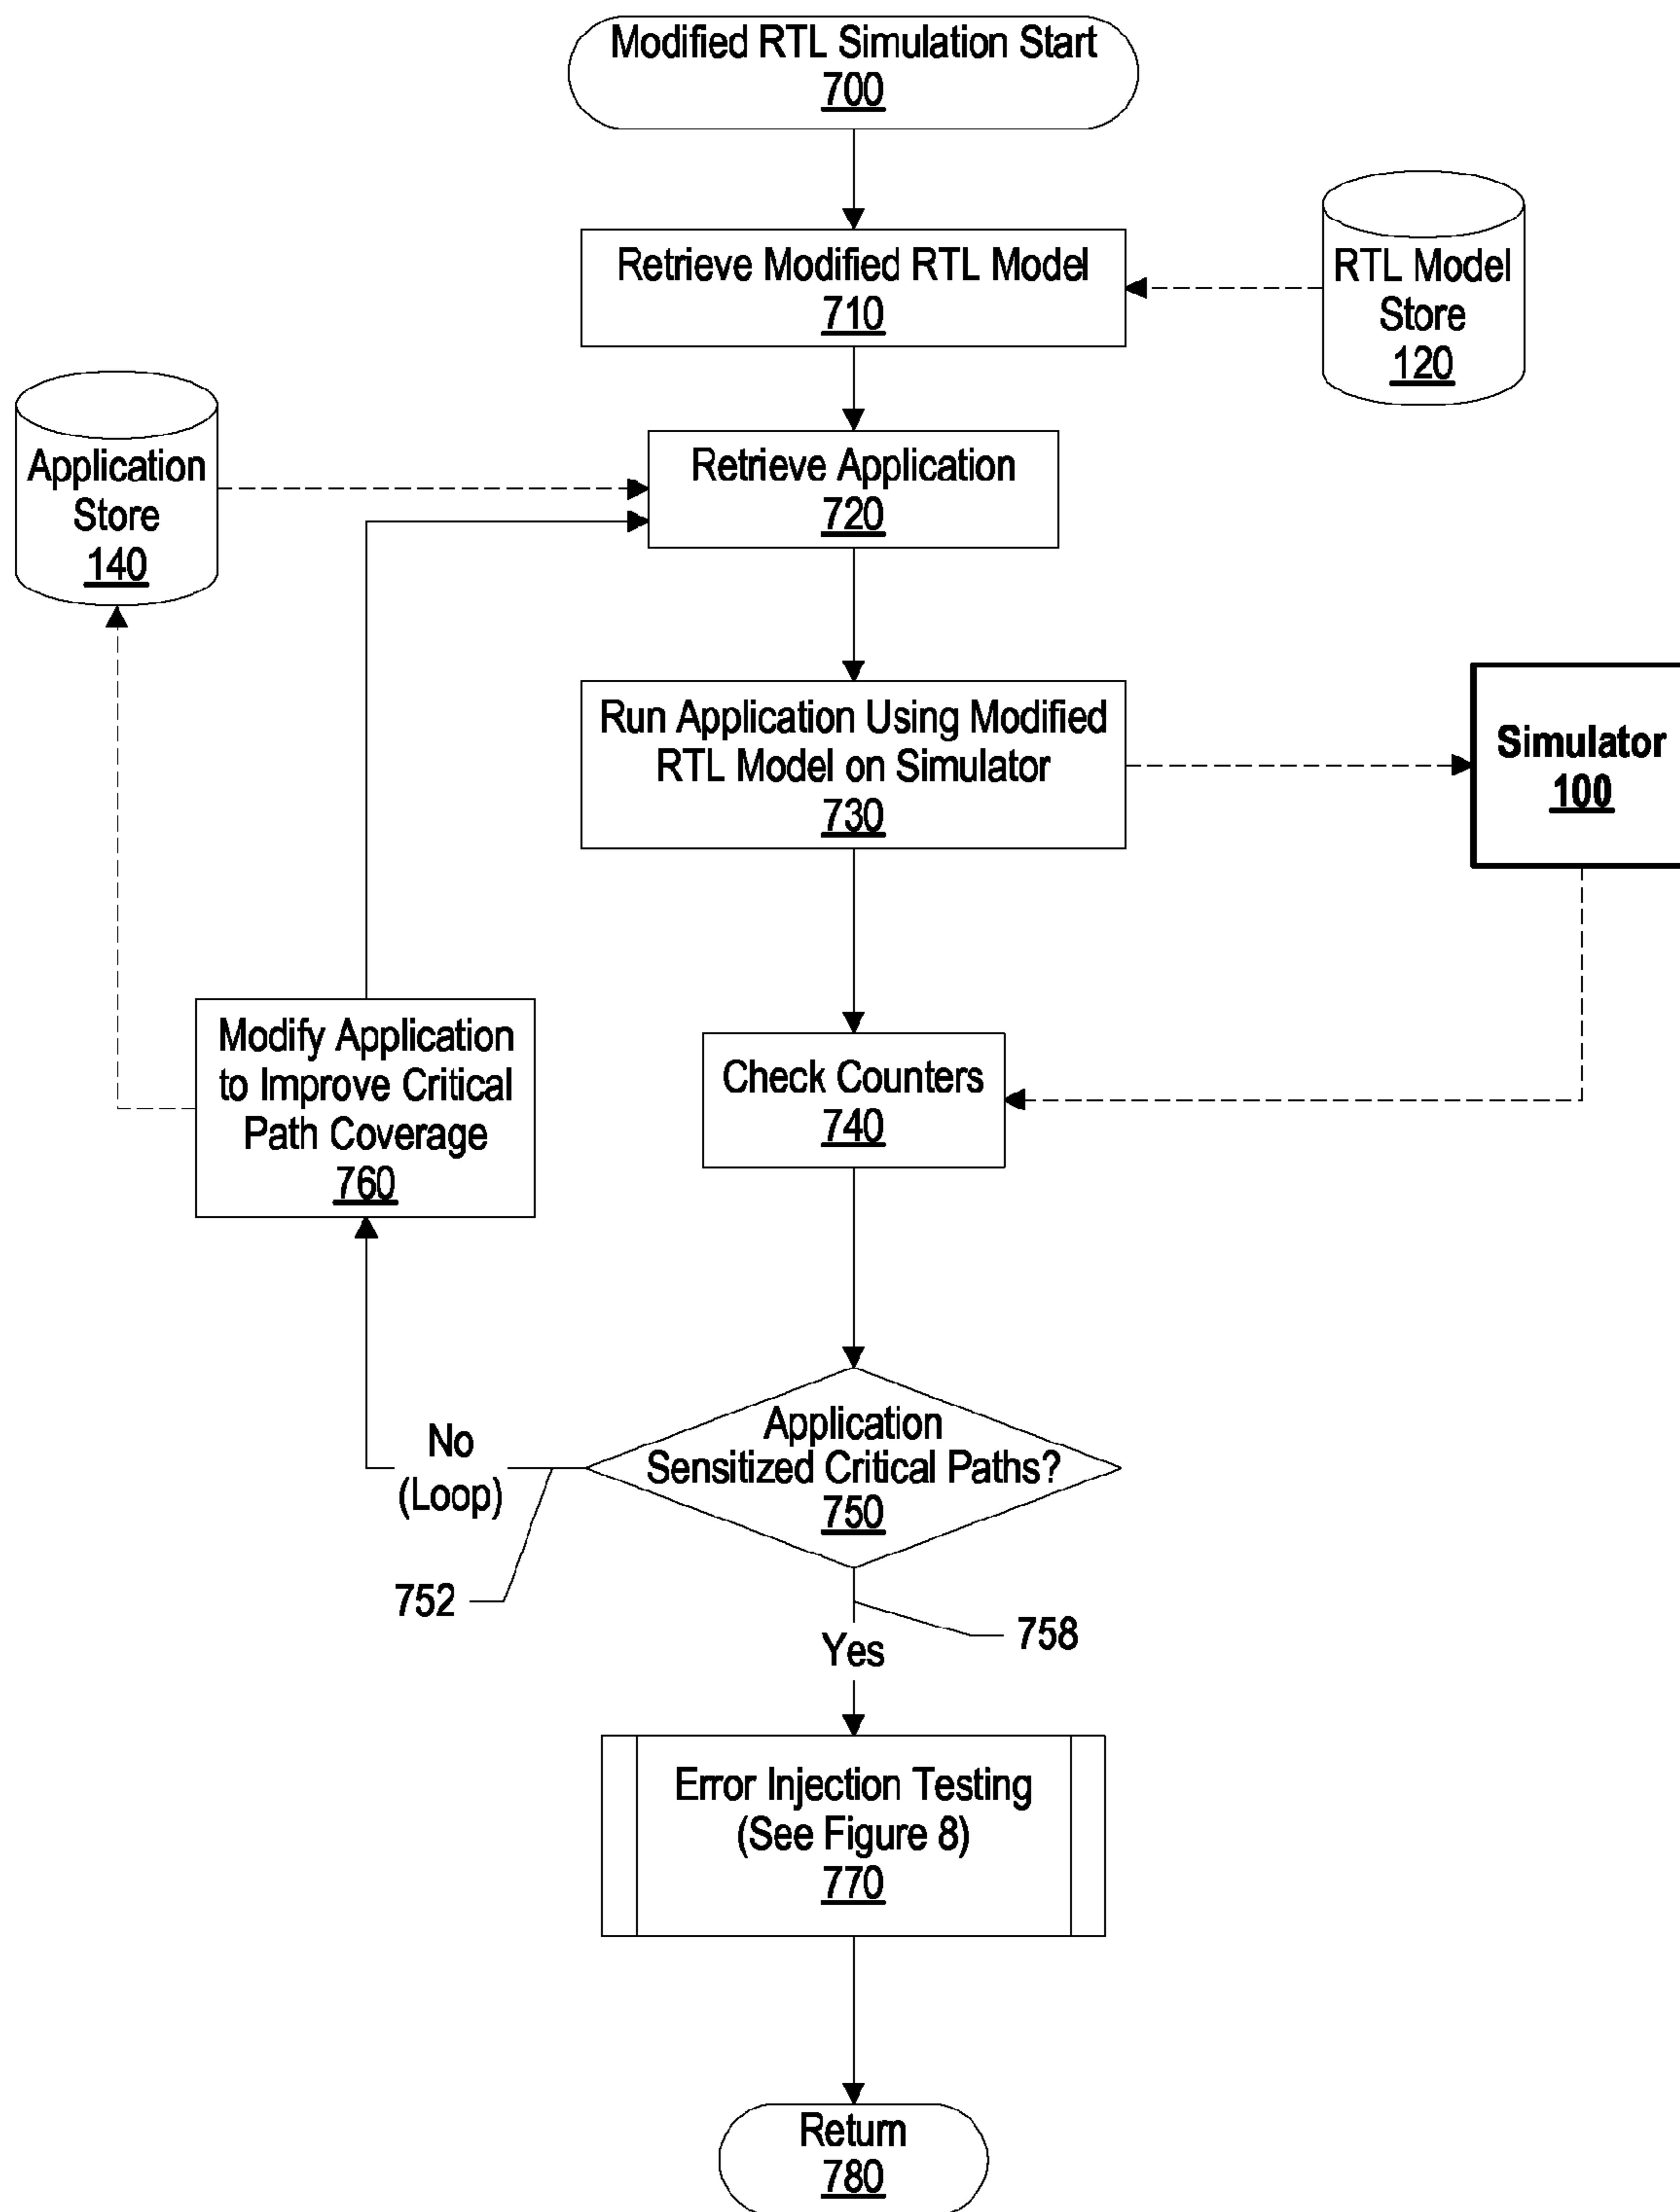 Modified RTL Simulation Start
700
Retrieve Modified RTL Model
710
RTL Model
Store
120
Application
Store
140
Retrieve Application
720
Run Application Using Modified
RTL Model on Simulator
730
Simulator
100
Modify Application
to Improve Critical
Path Coverage
760
Check Counters
740
Application
Sensitized Critical Paths?
750
No
(Loop)
752
758
Yes
Error Injection Testing
(See Figure 8)
770
Return
780